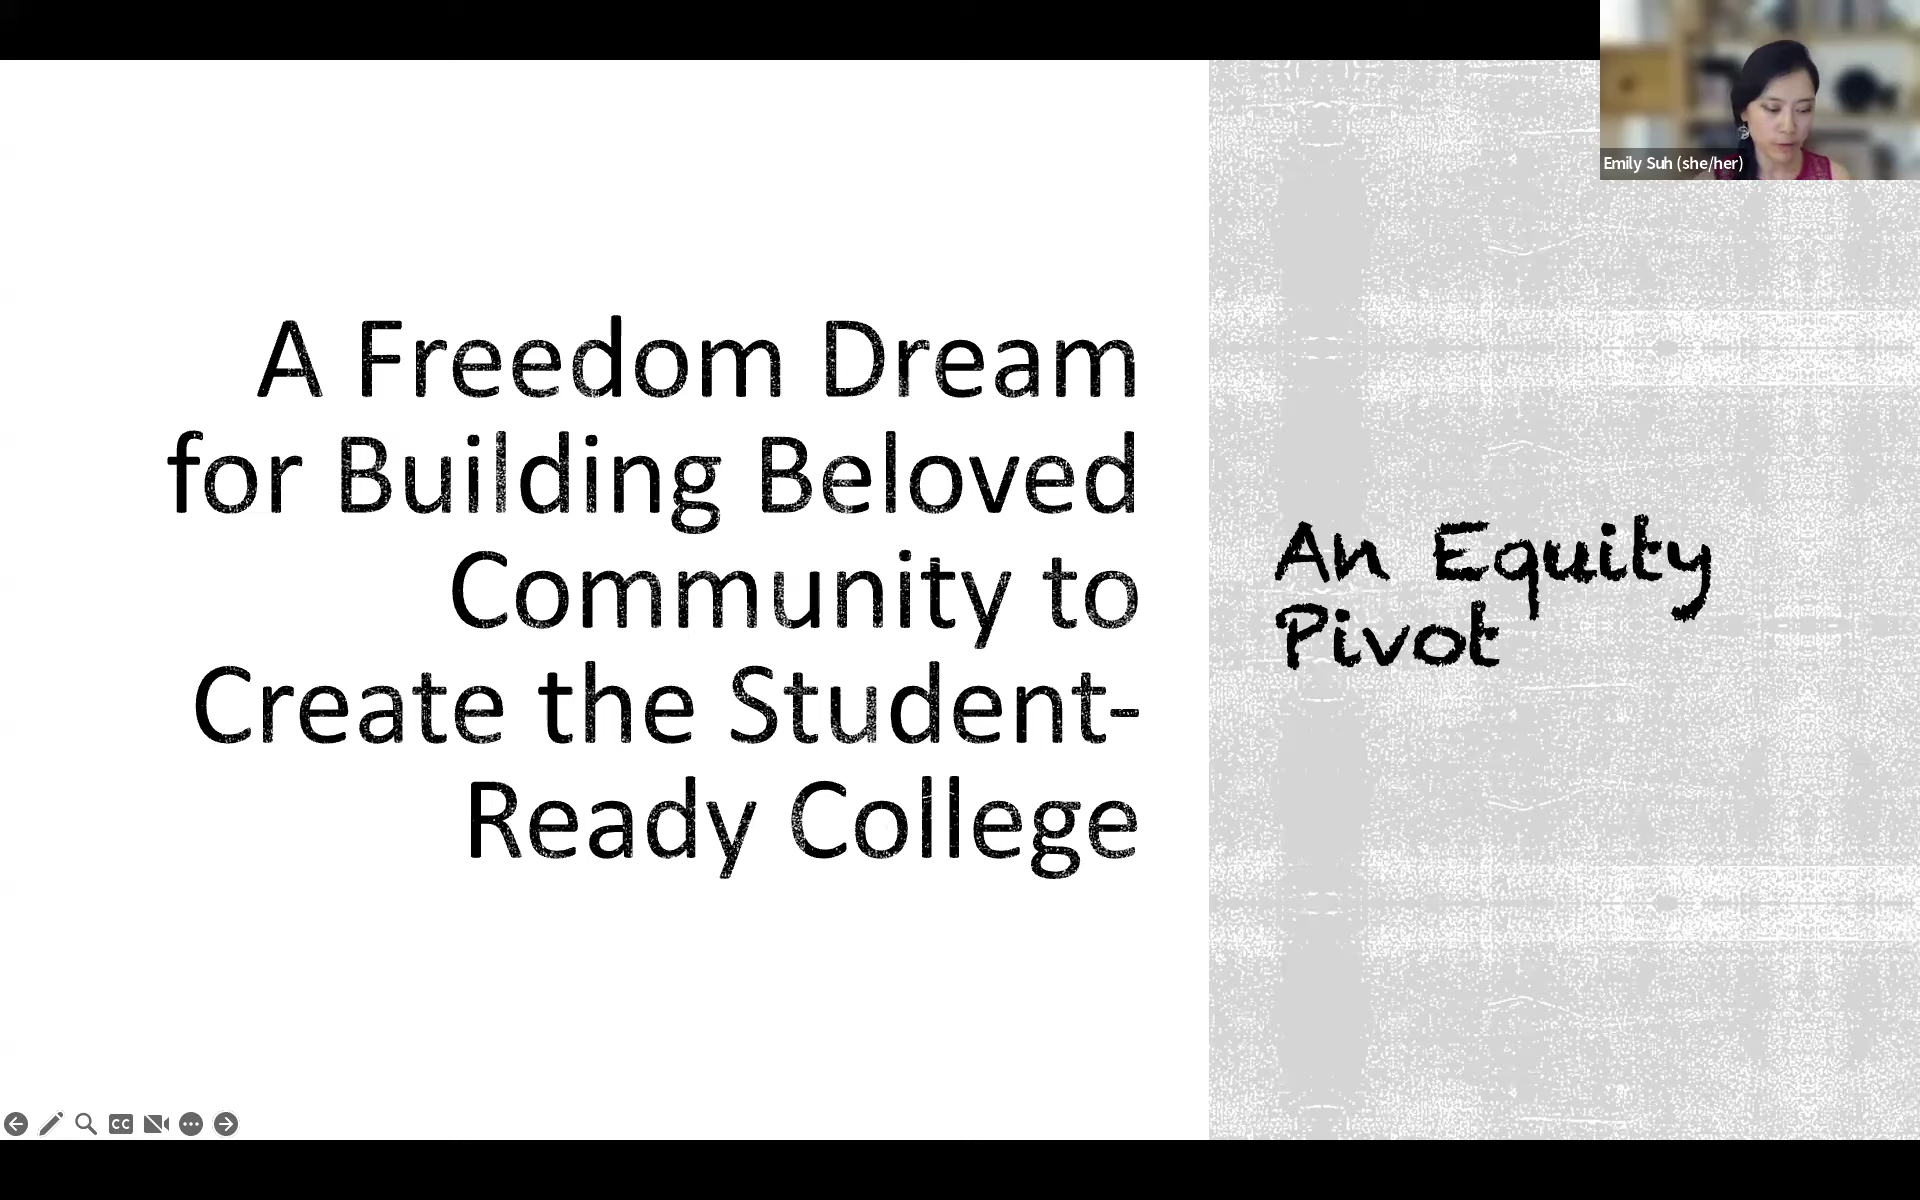 A Freedom Dream
for Building Beloved
Community to
Create the Student-
Ready College
An Equity
Pivot
Emily Suh (she/her)
CC